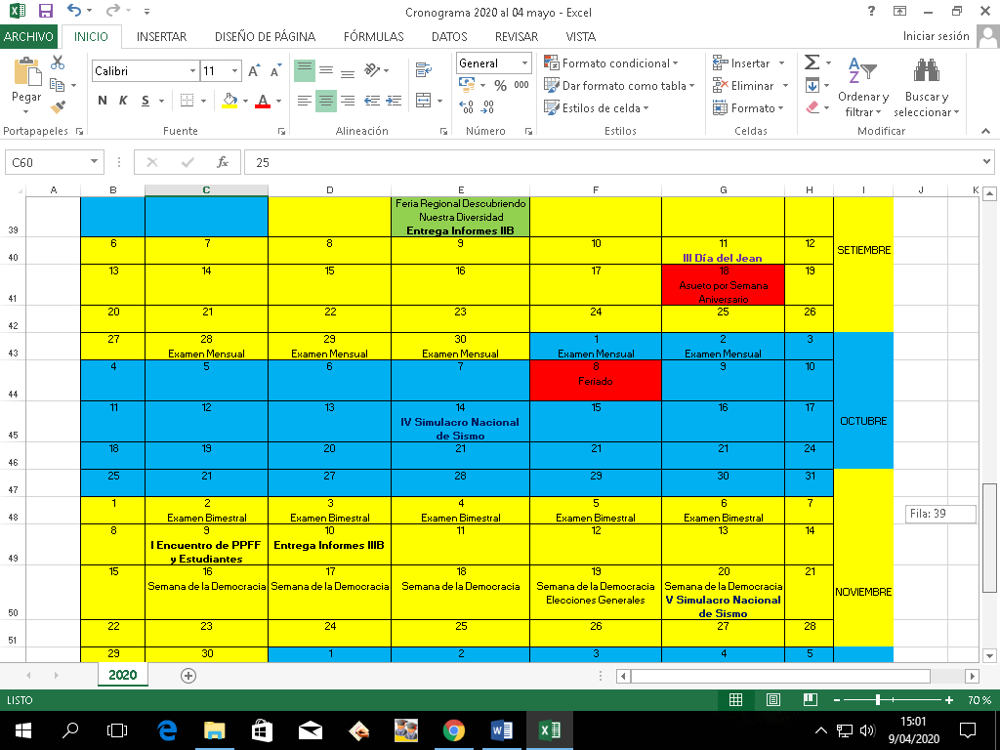 Cronograma 2020 al 04 mayo - Excel
?
ARCHIVO INICIO INSERTAR DISEÑO DE PÁGINA FÓRMULAS DATOS REVISAR VISTA Iniciar sesión
Pegar
Calibri 11
N K S
General
% 000
Formato condicional
Dar formato como tabla
Estilos de celda
Insertar
Eliminar
Formato
Ordenar y filtrar
Buscar y seleccionar
Portapapeles Fuente Alineación Número Estilos Celdas Modificar
C60 fx 25
A B C D E F G H I J K
39 Feria Regional Descubriendo
Nuestra Diversidad
Entrega Informes IIB
SETIEMBRE
40 6 7 8 9 10 11 12
III Día del Jean
41 13 14 15 16 17 18 19
Asueto por Semana
Aniversario
42 20 21 22 23 24 25 26
43 27 28 29 30 1 2 3
Examen Mensual Examen Mensual Examen Mensual Examen Mensual Examen Mensual
44 4 5 6 7 8 9 10
Feriado
45 11 12 13 14 15 16 17
IV Simulacro Nacional
de Sismo
OCTUBRE
46 18 19 20 21 21 21 24
47 25 21 27 28 29 30 31
48 1 2 3 4 5 6 7
Examen Bimestral Examen Bimestral Examen Bimestral Examen Bimestral Examen Bimestral
Fila: 39
49 8 9 10 11 12 13 14
I Encuentro de PPFF
y Estudiantes
Entrega Informes IIIB
50 15 16 17 18 19 20 21
Semana de la Democracia Semana de la Democracia Semana de la Democracia Semana de la Democracia Semana de la Democracia
Elecciones Generales V Simulacro Nacional
de Sismo
NOVIEMBRE
51 22 23 24 25 26 27 28
29 30 1 2 3 4 5
2020
LISTO 70 %
15:01
9/04/2020